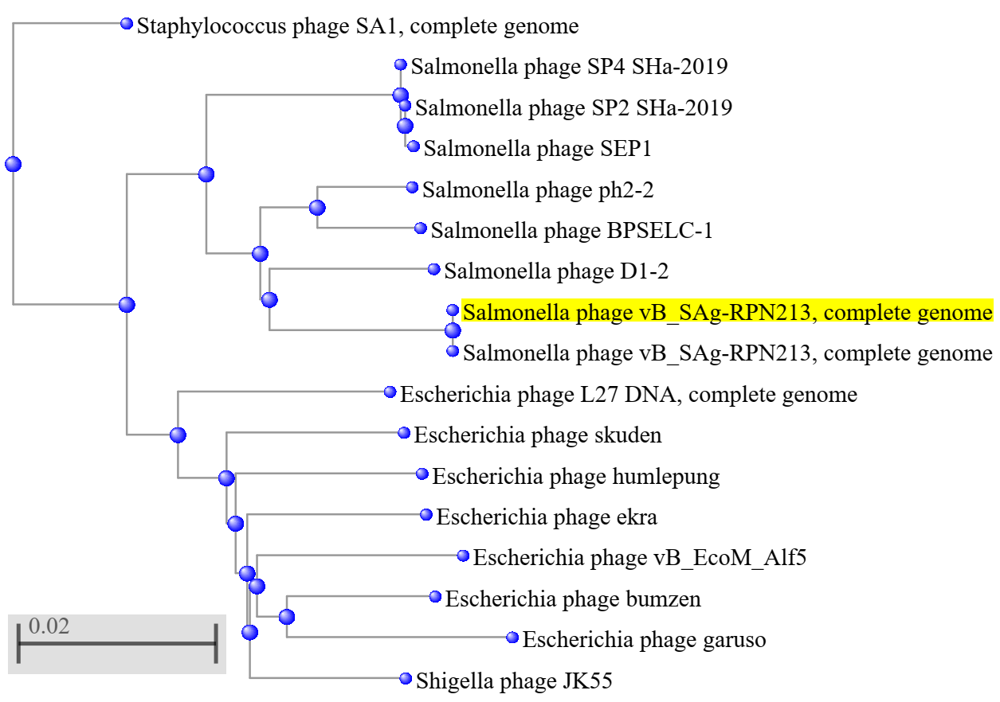 Staphylococcus phage SA1, complete genome
Salmonella phage SP4 SHa-2019
Salmonella phage SP2 SHa-2019
Salmonella phage SEP1
Salmonella phage ph2-2
Salmonella phage BPSELC-1
Salmonella phage D1-2
Salmonella phage vB_SAg-RPN213, complete genome
Salmonella phage vB_SAg-RPN213, complete genome
Escherichia phage L27 DNA, complete genome
Escherichia phage skuden
Escherichia phage humlepung
Escherichia phage ekra
Escherichia phage vB_EcoM_Alf5
Escherichia phage bumzen
0.02
Escherichia phage garuso
Shigella phage JK55